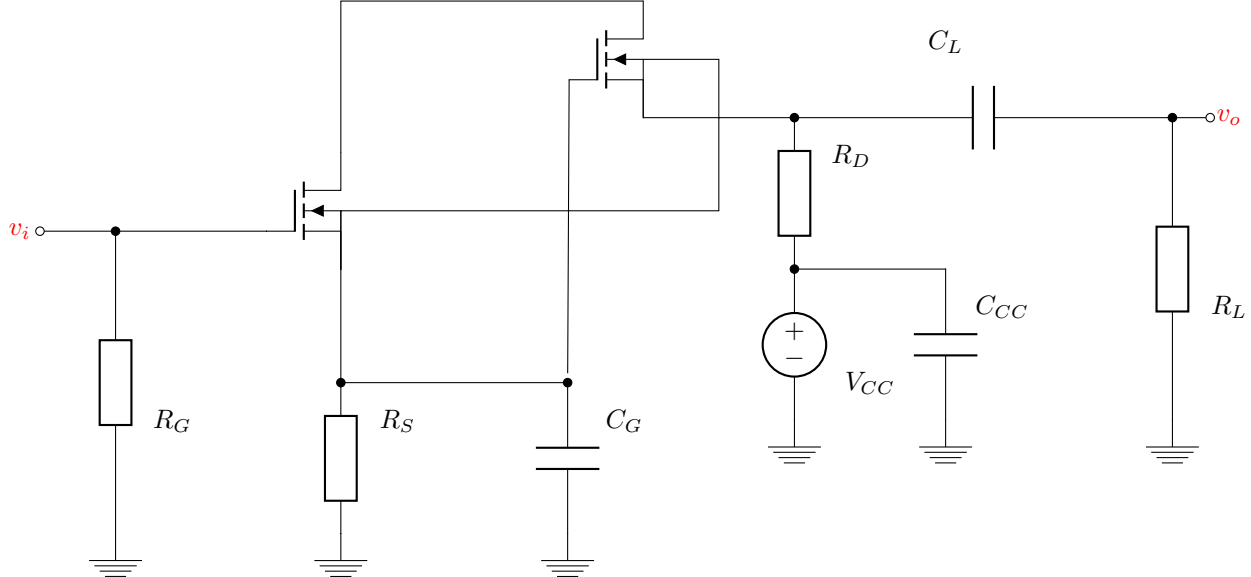 C_L
v_o
R_D
v_i
C_CC
R_L
V_CC
R_G
R_S
C_G